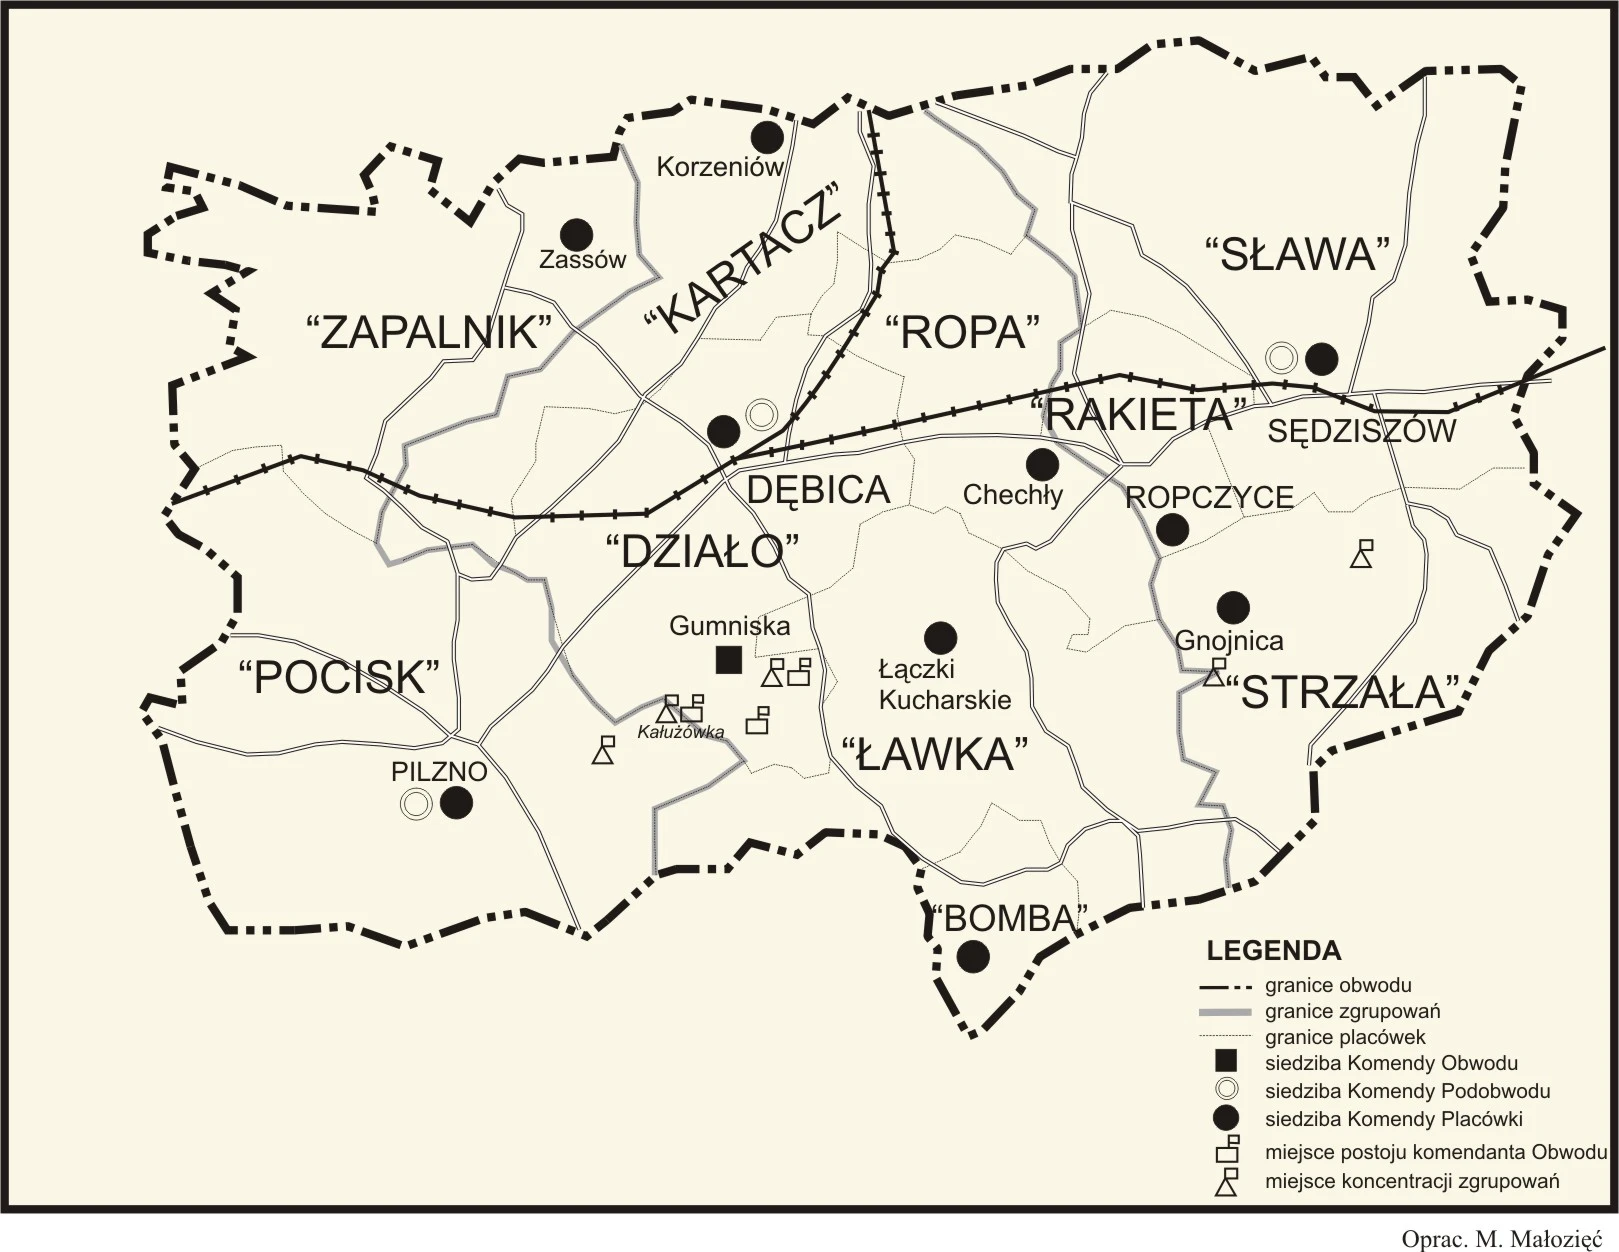 Korzeniów
Zassów
“KARTACZ”
“SŁAWA”
“ZAPALNIK”
“ROPA”
“RAKIETA”
SĘDZISZÓW
DĘBICA
Chechły
ROPCZYCE
“DZIAŁO”
Gumniska
Gnojnica
Łączki
Kucharskie
“POCISK”
“STRZAŁA”
Kałużówka
“ŁAWKA”
PILZNO
“BOMBA”
LEGENDA
granice obwodu
granice zgrupowań
granice placówek
siedziba Komendy Obwodu
siedziba Komendy Podobwodu
siedziba Komendy Placówki
miejsce postoju komendanta Obwodu
miejsce koncentracji zgrupowań
Oprac. M. Małozięć